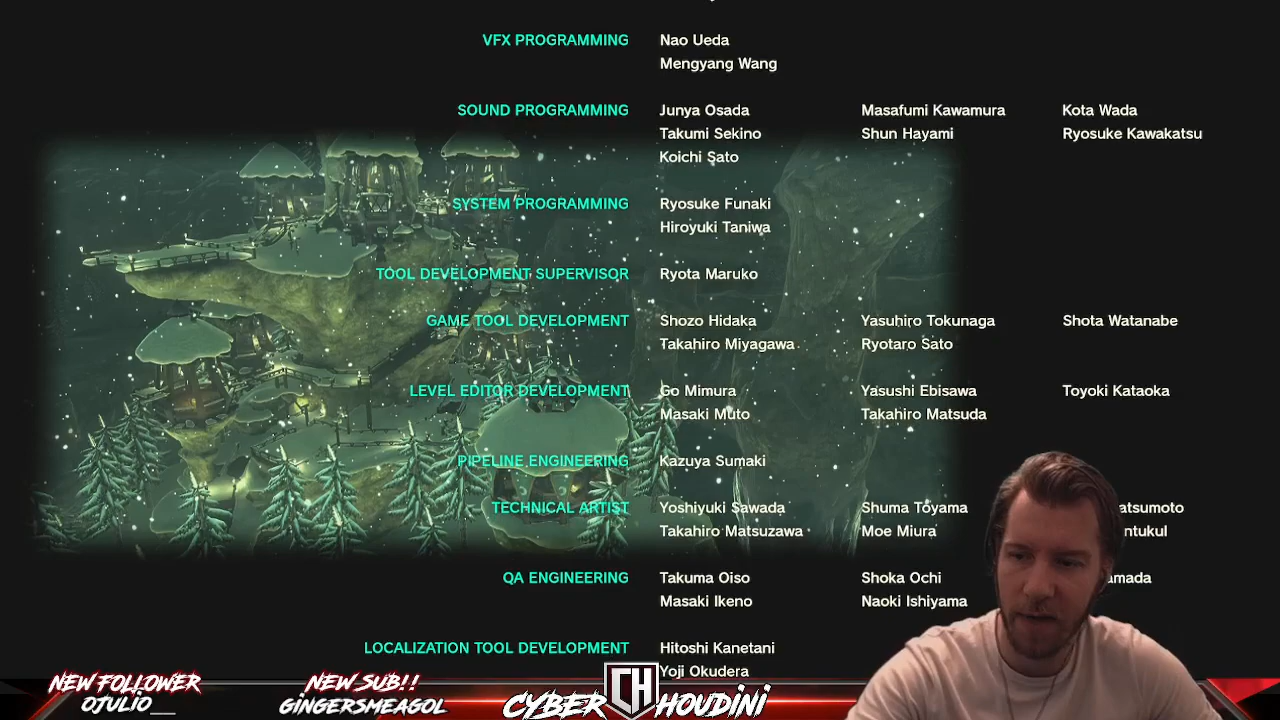 VFX PROGRAMMING Nao Ueda
Mengyang Wang
SOUND PROGRAMMING Junya Osada Masafumi Kawamura Kota Wada
Takumi Sekino Shun Hayami Ryosuke Kawakatsu
Koichi Sato
SYSTEM PROGRAMMING Ryosuke Funaki
Hiroyuki Taniwa
TOOL DEVELOPMENT SUPERVISOR Ryota Maruko
GAME TOOL DEVELOPMENT Shozo Hidaka Yasuhiro Tokunaga Shota Watanabe
Takahiro Miyagawa Ryotaro Sato
LEVEL EDITOR DEVELOPMENT Go Mimura Yasushi Ebisawa Toyoki Kataoka
Masaki Muto Takahiro Matsuda
PIPELINE ENGINEERING Kazuya Sumaki
TECHNICAL ARTIST Yoshiyuki Sawada Shuma Toyama
Takahiro Matsuzawa Moe Miura
QA ENGINEERING Takuma Oiso Shoka Ochi
Masaki Ikeno Naoki Ishiyama
LOCALIZATION TOOL DEVELOPMENT Hitoshi Kanetani
Yoji Okudera
NEW FOLLOWER NEW SUB!! CH
OJULIO__ GINGERSMEAGOL CYBER HOUDINI